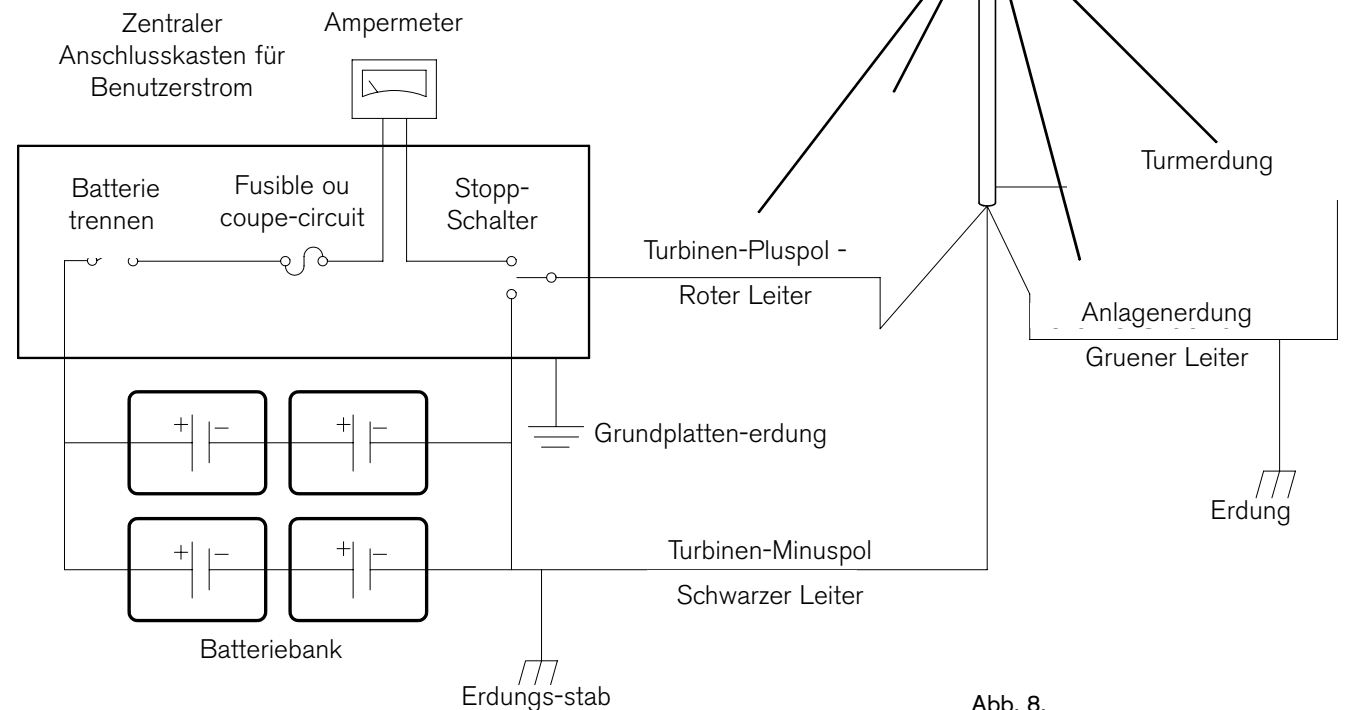 Zentraler
Anschlusskasten für
Benutzerstrom
Ampermeter
Batterie
trennen
Fusible ou
coupe-circuit
Stopp-
Schalter
Turmerdung
Turbinen-Pluspol -
Roter Leiter
Anlagenerdung
Gruener Leiter
+
–
+
–
Grundplatten-erdung
Erdung
+
–
+
–
Turbinen-Minuspol
Schwarzer Leiter
Batteriebank
Erdungs-stab
Abb. 8.